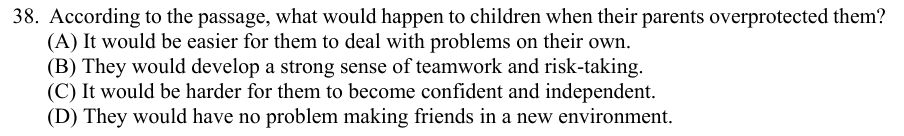 38. According to the passage, what would happen to children when their parents overprotected them?
(A) It would be easier for them to deal with problems on their own.
(B) They would develop a strong sense of teamwork and risk-taking.
(C) It would be harder for them to become confident and independent.
(D) They would have no problem making friends in a new environment.